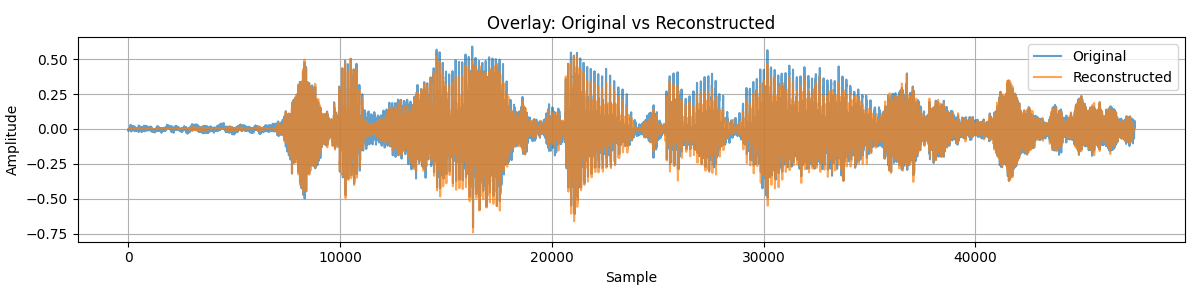 Overlay: Original vs Reconstructed
Original
Reconstructed
Amplitude
0.50
0.25
0.00
−0.25
−0.50
−0.75
0
10000
20000
30000
40000
Sample